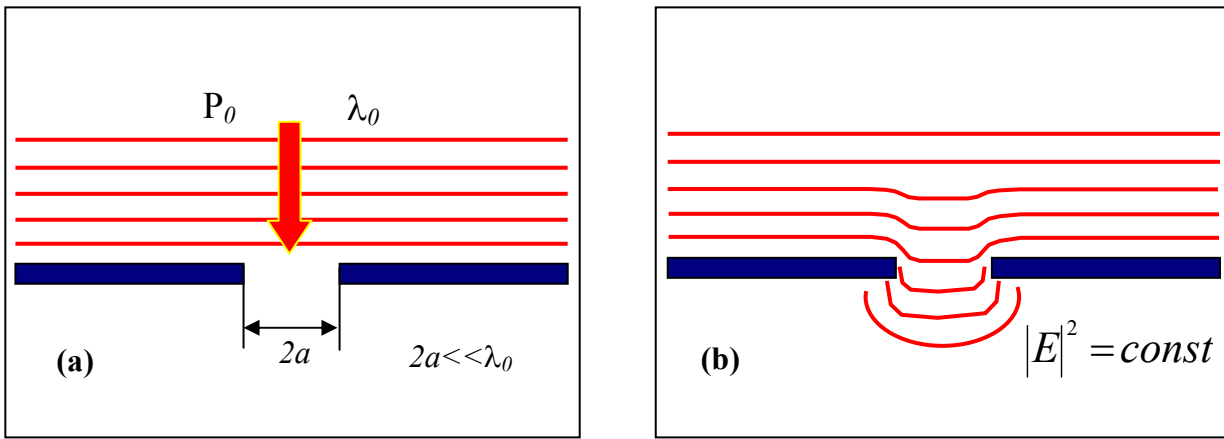 P₀ λ₀
2a
(a) 2a<<λ₀
|E|² = const
(b)